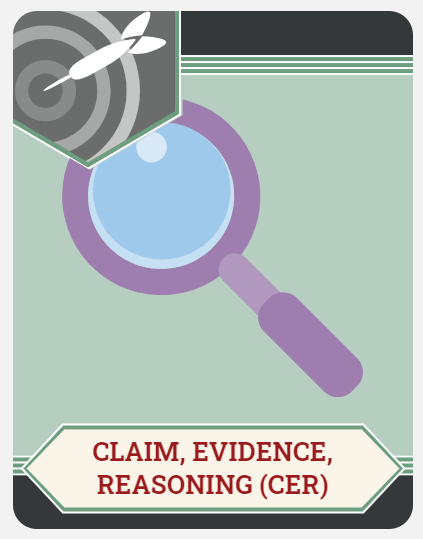 CLAIM, EVIDENCE,
REASONING (CER)